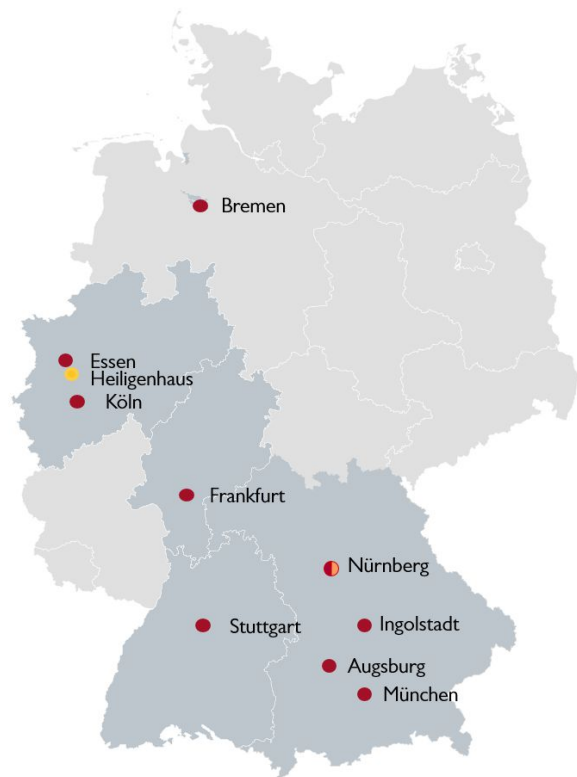 Bremen
Essen
Heiligenhaus
Köln
Frankfurt
Nürnberg
Stuttgart
Ingolstadt
Augsburg
München